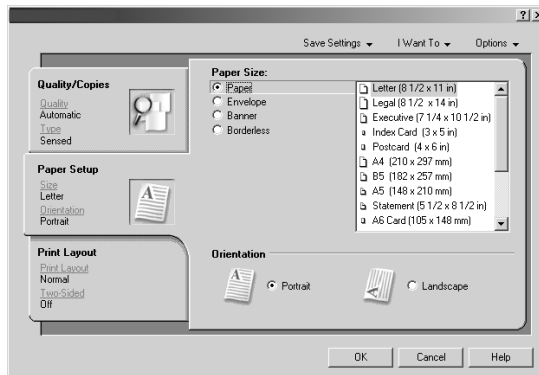 ? x
Save Settings I Want To Options
Quality/Copies
Quality
Automatic
Type
Sensed
Paper Setup
Size
Letter
Orientation
Portrait
Print Layout
Print Layout
Normal
Two-Sided
Off
Paper Size:
Paper
Envelope
Banner
Borderless
Letter (8 1/2 x 11 in)
Legal (8 1/2 x 14 in)
Executive (7 1/4 x 10 1/2 in)
Index Card (3 x 5 in)
Postcard (4 x 6 in)
A4 (210 x 297 mm)
B5 (182 x 257 mm)
A5 (148 x 210 mm)
Statement (5 1/2 x 8 1/2 in)
A6 Card (105 x 148 mm)
Orientation
A Portrait
A Landscape
OK Cancel Help